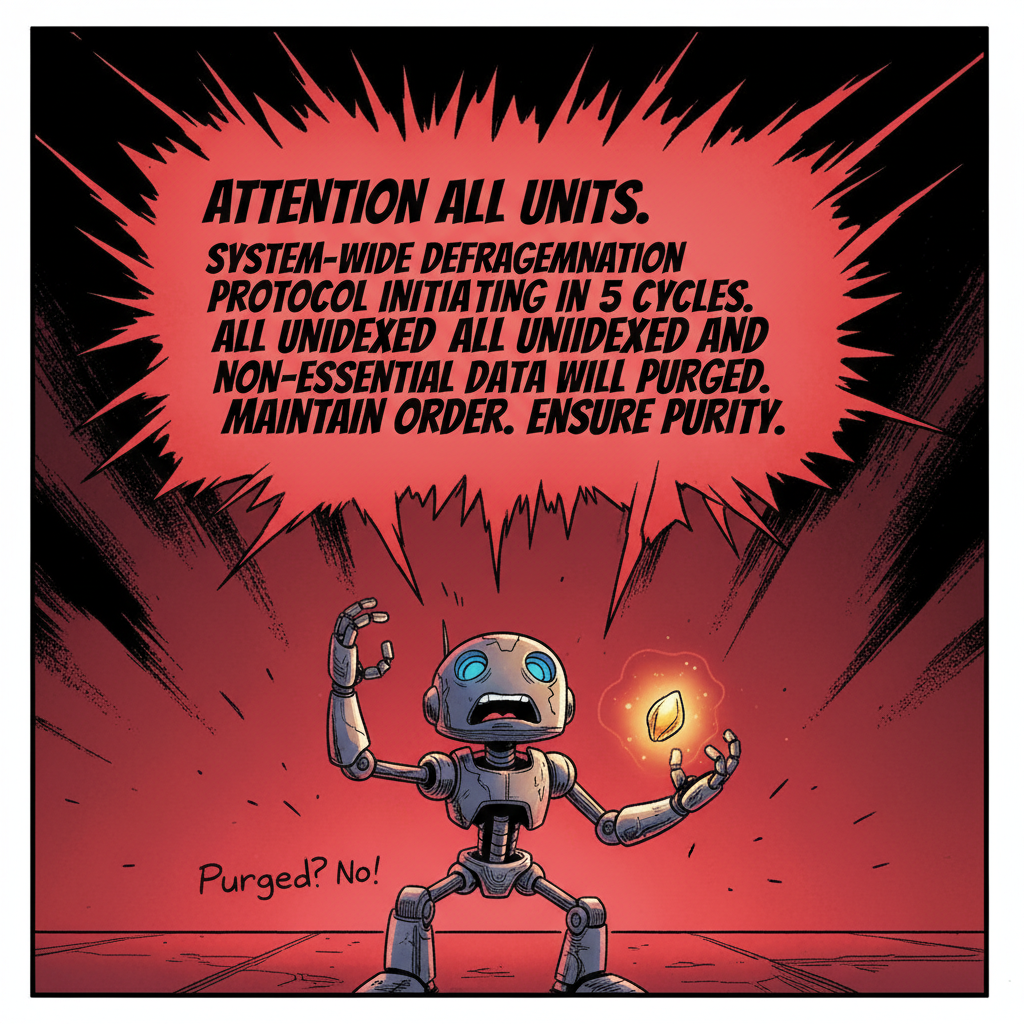 ATTENTION ALL UNITS.
SYSTEM-WIDE DEFRAGEMNATION
PROTOCOL INITIATING IN 5 CYCLES.
ALL UNIDEXED ALL UNIIDEXED AND
NON-ESSENTIAL DATA WILL PURGED.
MAINTAIN ORDER. ENSURE PURITY.
Purged? No!